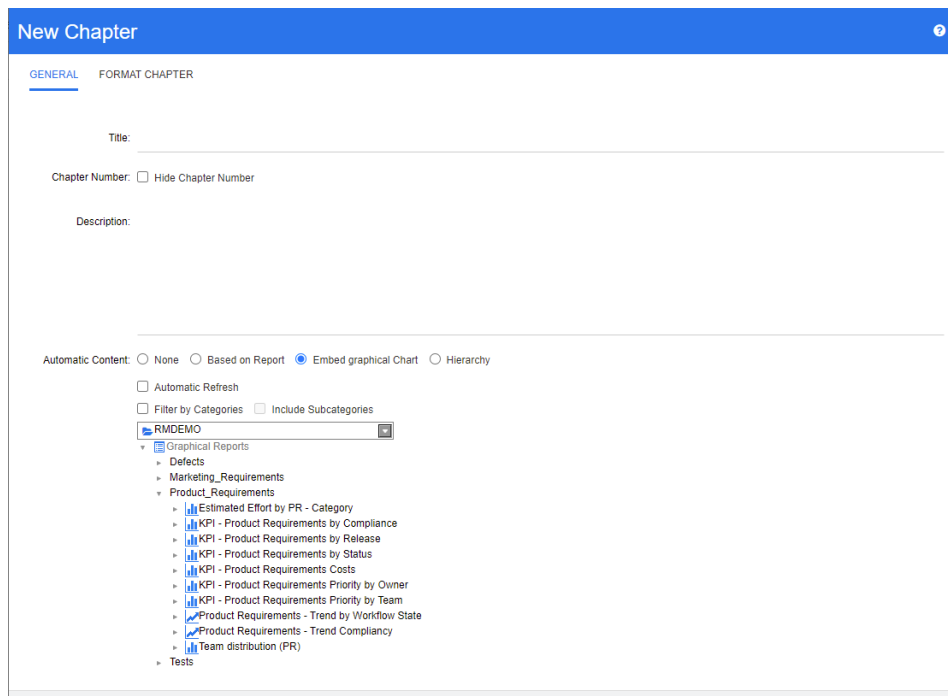 New Chapter
?
GENERAL FORMAT CHAPTER
Title:
Chapter Number: Hide Chapter Number
Description:
Automatic Content: None Based on Report Embed graphical Chart Hierarchy
Automatic Refresh
Filter by Categories Include Subcategories
RMDEMO
Graphical Reports
Defects
Marketing_Requirements
Product_Requirements
Estimated Effort by PR - Category
KPI - Product Requirements by Compliance
KPI - Product Requirements by Release
KPI - Product Requirements by Status
KPI - Product Requirements Costs
KPI - Product Requirements Priority by Owner
KPI - Product Requirements Priority by Team
Product Requirements - Trend by Workflow State
Product Requirements - Trend Compliancy
Team distribution (PR)
Tests